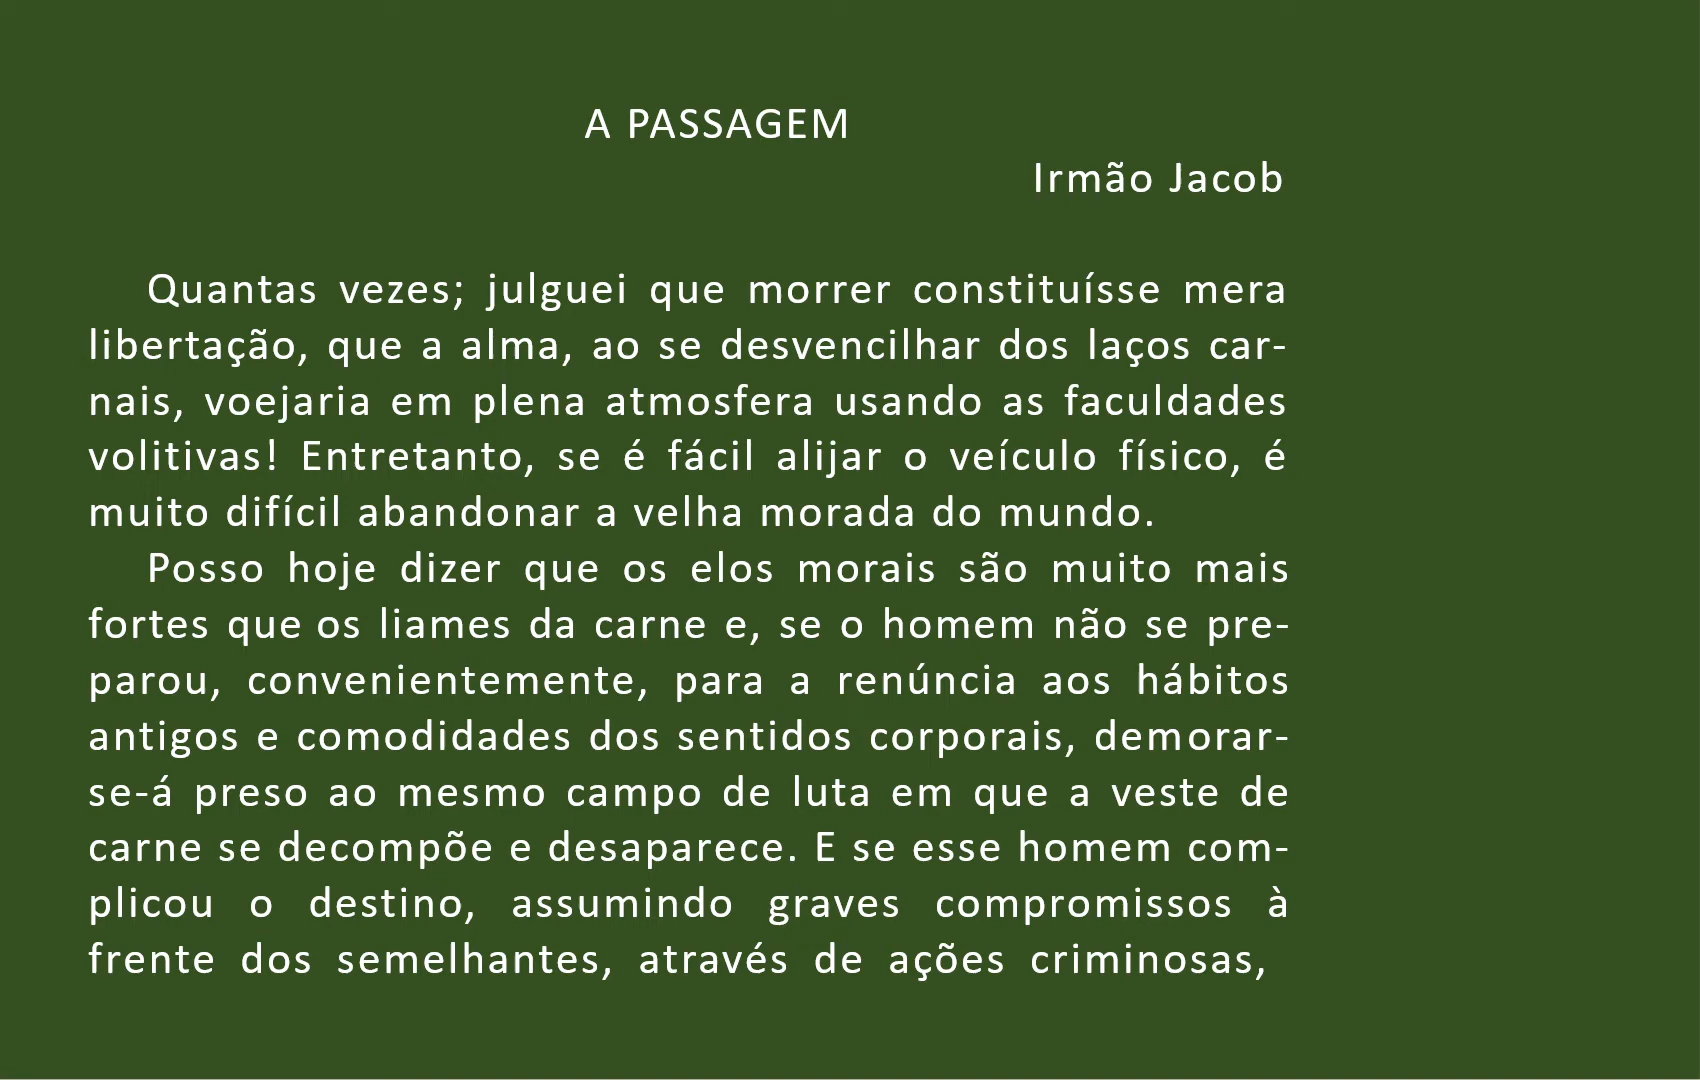 A PASSAGEM
Irmão Jacob
Quantas vezes; julguei que morrer constituísse mera
libertação, que a alma, ao se desvencilhar dos laços car-
nais, voejaria em plena atmosfera usando as faculdades
volitivas! Entretanto, se é fácil alijar o veículo físico, é
muito difícil abandonar a velha morada do mundo.
Posso hoje dizer que os elos morais são muito mais
fortes que os liames da carne e, se o homem não se pre-
parou, convenientemente, para a renúncia aos hábitos
antigos e comodidades dos sentidos corporais, demorar-
se-á preso ao mesmo campo de luta em que a veste de
carne se decompõe e desaparece. E se esse homem com-
plicou o destino, assumindo graves compromissos à
frente dos semelhantes, através de ações criminosas,